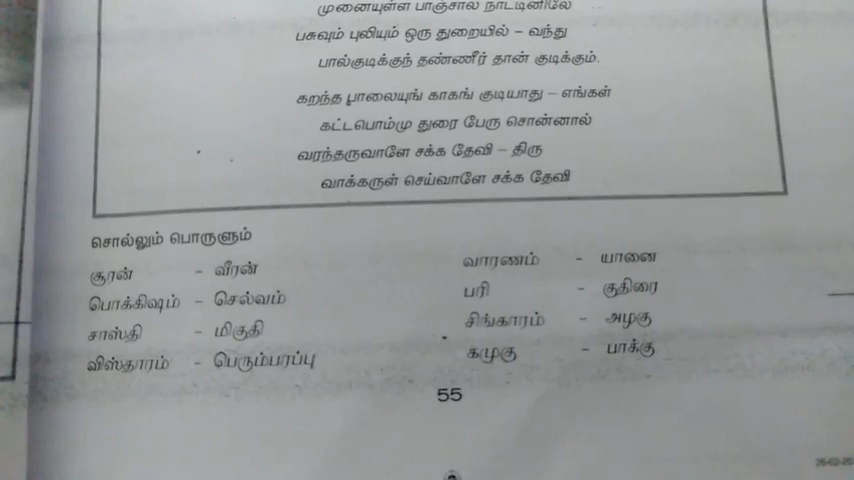 முனையுள்ள பாஞ்சால நாட்டினிலே
பசுவும் புலியும் ஒரு துறையில் – வந்து
பால்குடிக்குந் தண்ணீர் தான் குடிக்கும்.
கறந்த பாலையுங் காகங் குடியாது – எங்கள்
கட்டபொம்மு துரை பேரு சொன்னால்
வரந்தருவாளே சக்க தேவி – திரு
வாக்கருள் செய்வாளே சக்க தேவி
சொல்லும் பொருளும்
சூரன் - வீரன்
பொக்கிஷம் - செல்வம்
சாஸ்தி - மிகுதி
விஸ்தாரம் - பெரும்பரப்பு
வாரணம் - யானை
பரி - குதிரை
சிங்காரம் - அழகு
கமுகு - பாக்கு
55